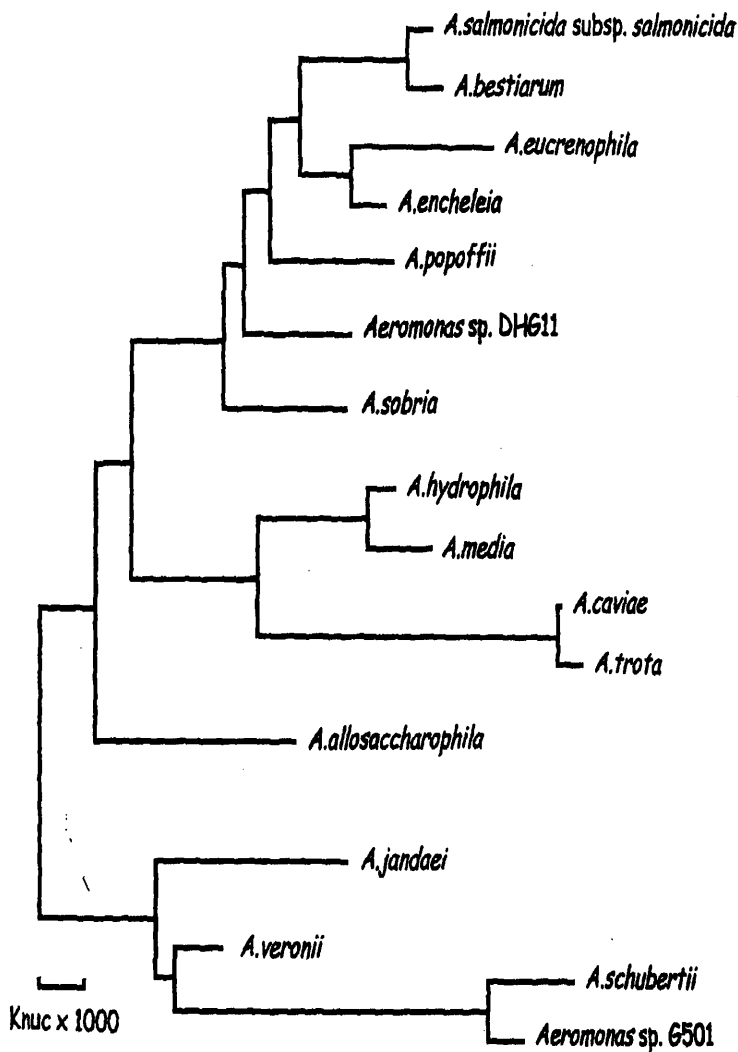 A.salmonicida subsp. salmonicida
A.bestiarum
A.eucrenophila
A.encheleia
A.popoffii
Aeromonas sp. DHG11
A.sobria
A.hydrophila
A.media
A.caviae
A.trota
A.allosaccharophila
A.jandaei
A.veronii
A.schubertii
Knuc x 1000
Aeromonas sp. G501